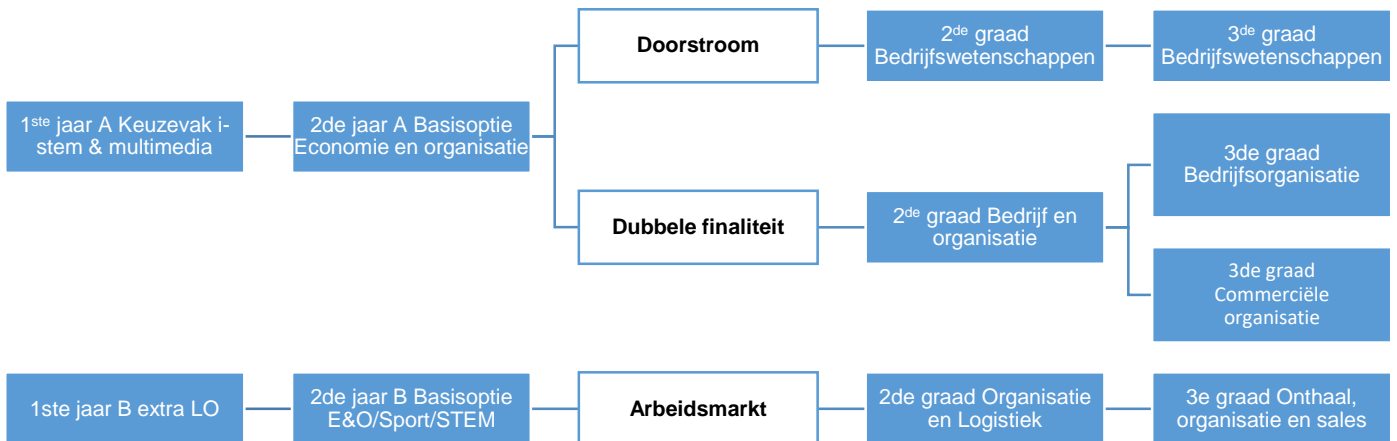 Doorstroom
2de graad
Bedrijfswetenschappen
3de graad
Bedrijfswetenschappen
1ste jaar A Keuzevak i-
stem & multimedia
2de jaar A Basisoptie
Economie en organisatie
3de graad
Bedrijfsorganisatie
Dubbele finaliteit
2de graad Bedrijf en
organisatie
3de graad
Commerciële
organisatie
1ste jaar B extra LO
2de jaar B Basisoptie
E&O/Sport/STEM
Arbeidsmarkt
2de graad Organisatie
en Logistiek
3e graad Onthaal,
organisatie en sales